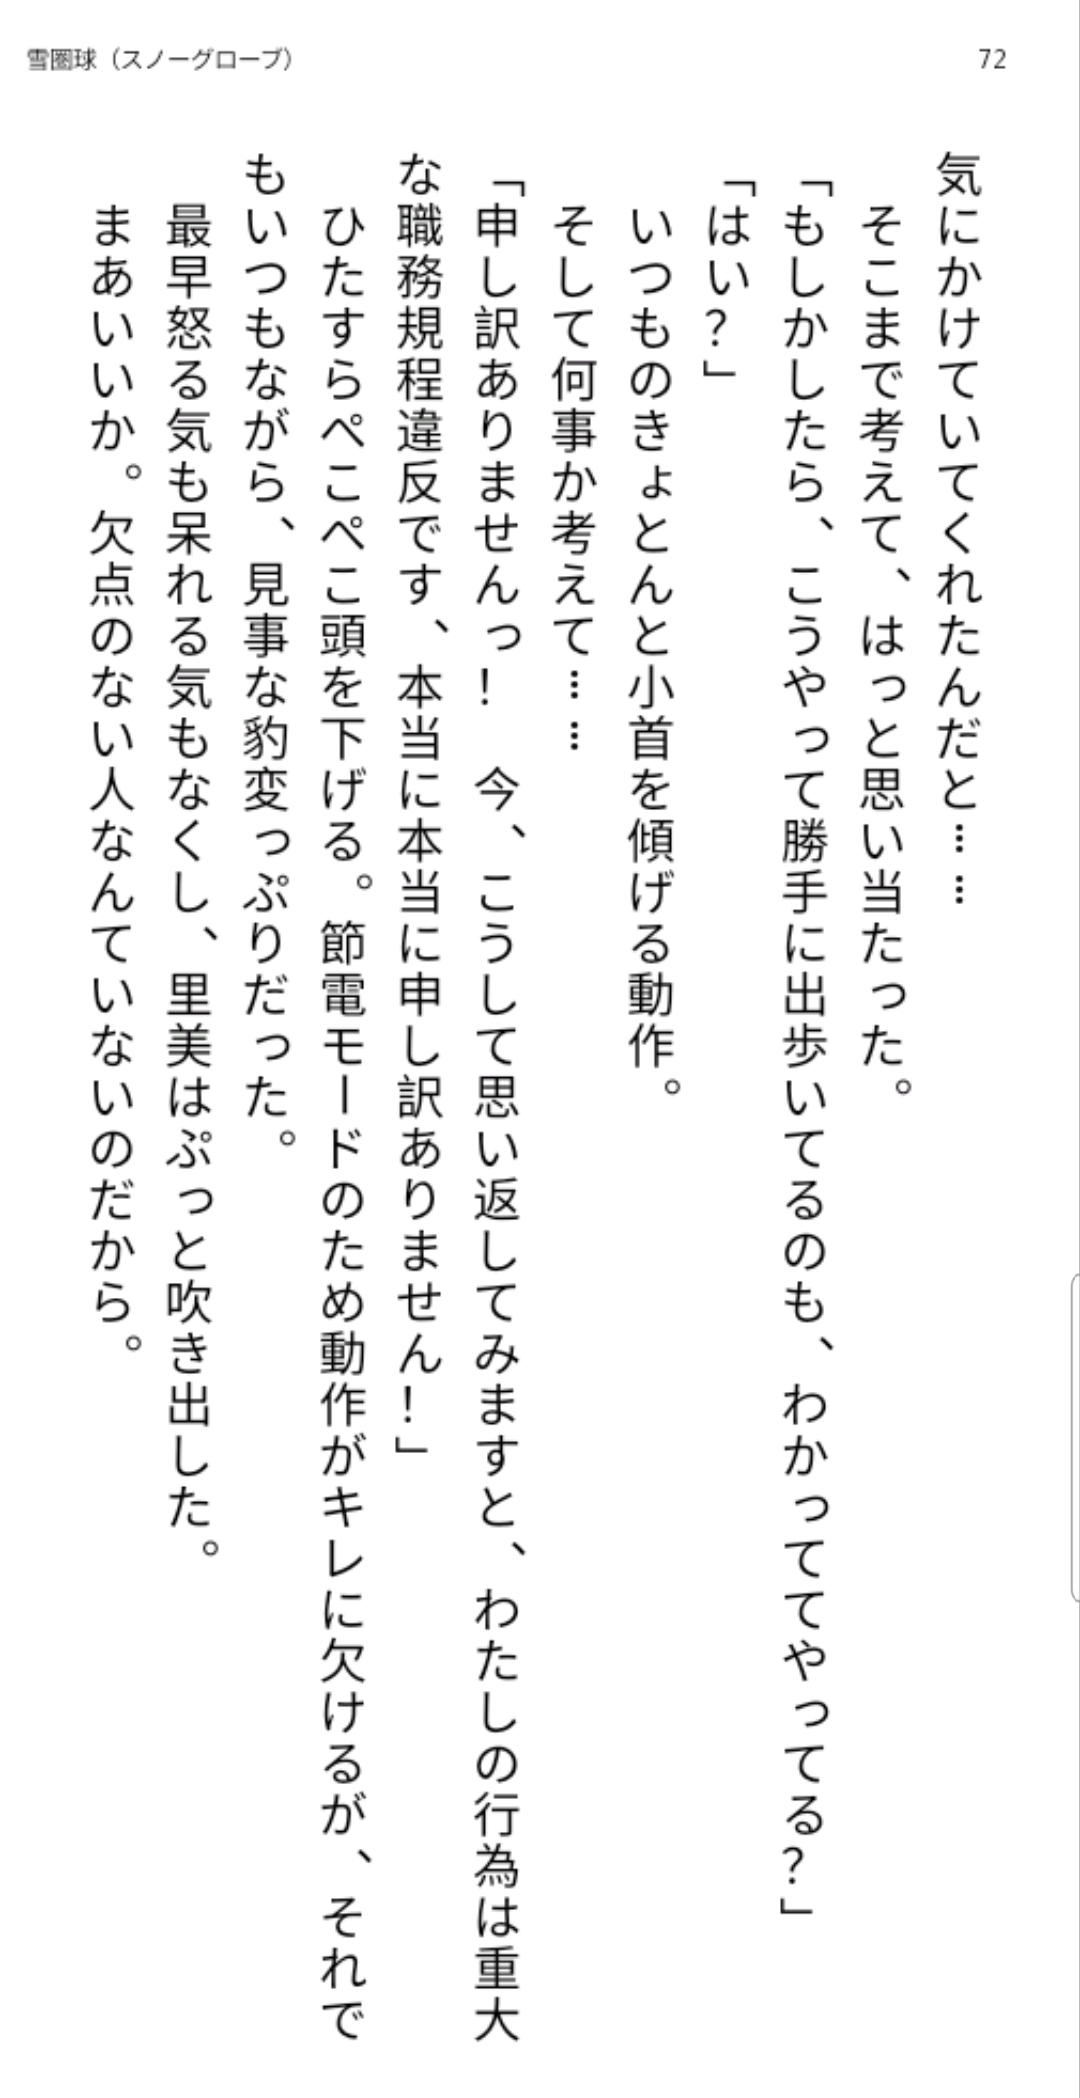 雪圏球（スノーグローブ）
72
気にかけていてくれたんだと……
　そこまで考えて、はっと思い当たった。
「もしかしたら、こうやって勝手に出歩いてるのも、わかっててやってる？」
「はい？」
　いつものきょとんと小首を傾げる動作。
　そして何事か考えて……
「申し訳ありませんっ！　今、こうして思い返してみますと、わたしの行為は重大
な職務規程違反です、本当に本当に申し訳ありません！」
　ひたすらぺこぺこ頭を下げる。節電モードのため動作がキレに欠けるが、それで
もいつもながら、見事な豹変っぷりだった。
　最早怒る気も呆れる気もなくし、里美はぷっと吹き出した。
　まあいいか。欠点のない人なんていないのだから。